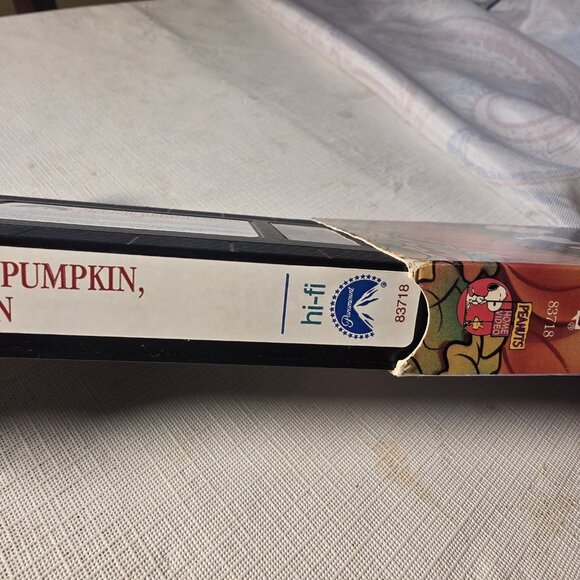 PUMPKIN,
N
hi-fi
Paramount
83718
PEANUTS
HOME
VIDEO
83718
®